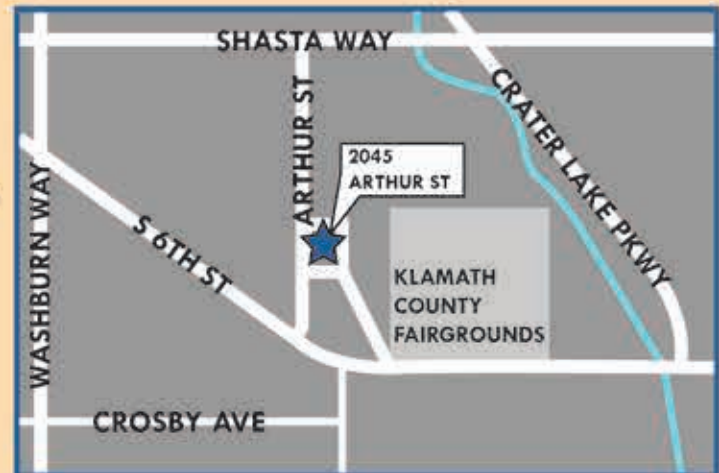 SHASTA WAY
ARTHUR ST
CRATER LAKE PKWY
2045
ARTHUR ST
WASHBURN WAY
S 6TH ST
KLAMATH
COUNTY
FAIRGROUNDS
CROSBY AVE